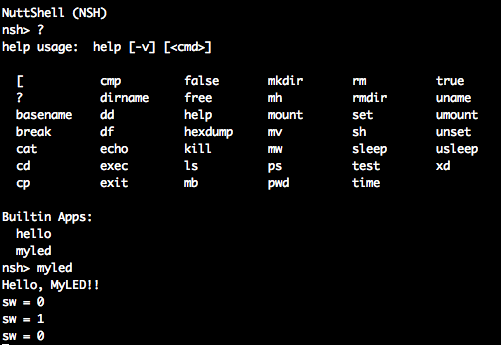 NuttShell (NSH)
nsh> ?
help usage:  help [-v] [<cmd>]
  [           cmp         false       mkdir       rm          true
  ?           dirname     free        mh          rmdir       uname
  basename    dd          help        mount       set         umount
  break       df          hexdump     mv          sh          unset
  cat         echo        kill        mw          sleep       usleep
  cd          exec        ls          ps          test        xd
  cp          exit        mb          pwd         time
Builtin Apps:
  hello
  myled
nsh> myled
Hello, MyLED!!
sw = 0
sw = 1
sw = 0